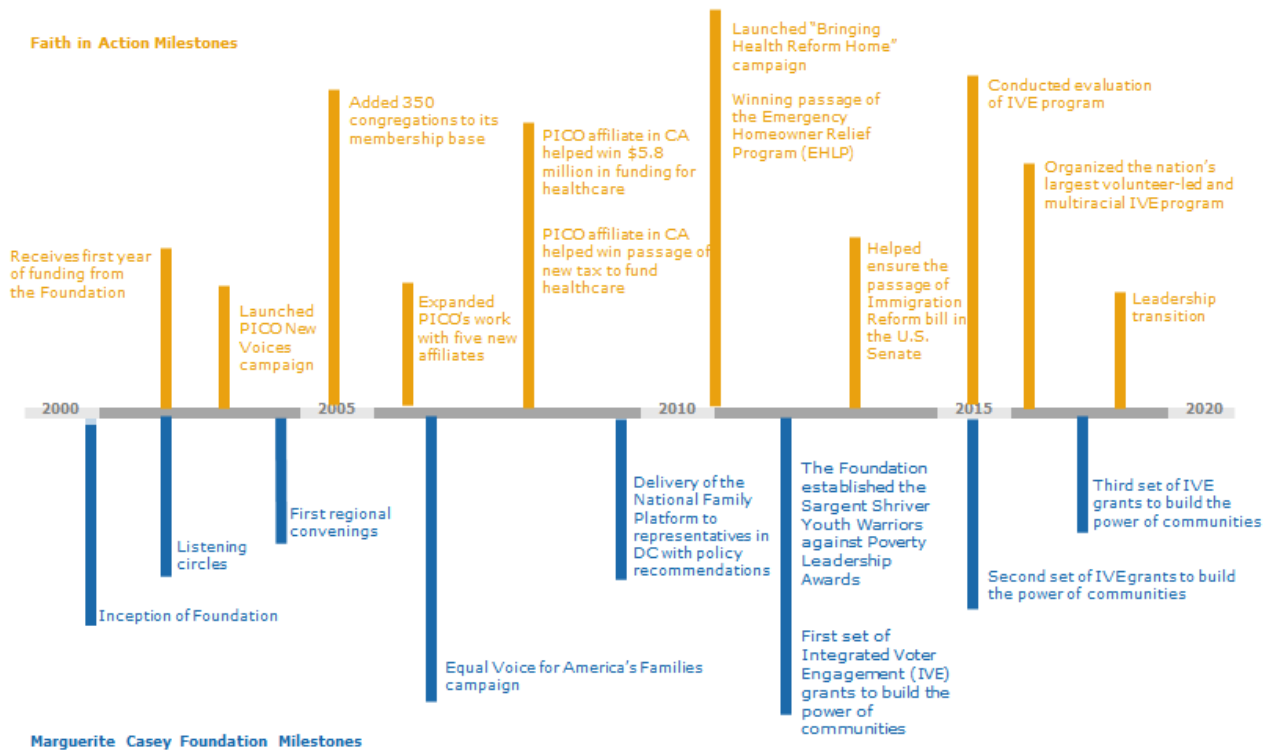 Faith in Action Milestones
Receives first year
of funding from
the Foundation
Launched
PICO New
Voices
campaign
Added 350
congregations to its
membership base
Expanded
PICO's work
with five new
affiliates
PICO affiliate in CA
helped win $5.8
million in funding for
healthcare
PICO affiliate in CA
helped win passage of
new tax to fund
healthcare
Launched "Bringing
Health Reform Home"
campaign
Winning passage of
the Emergency
Homeowner Relief
Program (EHLP)
Helped
ensure the
passage of
Immigration
Reform bill in
the U.S.
Senate
Conducted evaluation
of IVE program
Organized the nation's
largest volunteer-led and
multiracial IVE program
Leadership
transition
2000 2005 2010 2015 2020
Inception of Foundation
Listening
circles
First regional
convenings
Equal Voice for America's Families
campaign
Delivery of the
National Family
Platform to
representatives in
DC with policy
recommendations
The Foundation
established the
Sargent Shriver
Youth Warriors
against Poverty
Leadership
Awards
First set of
Integrated Voter
Engagement (IVE)
grants to build the
power of
communities
Second set of IVE grants to build
the power of communities
Third set of IVE
grants to build the
power of communities
Marguerite Casey Foundation Milestones